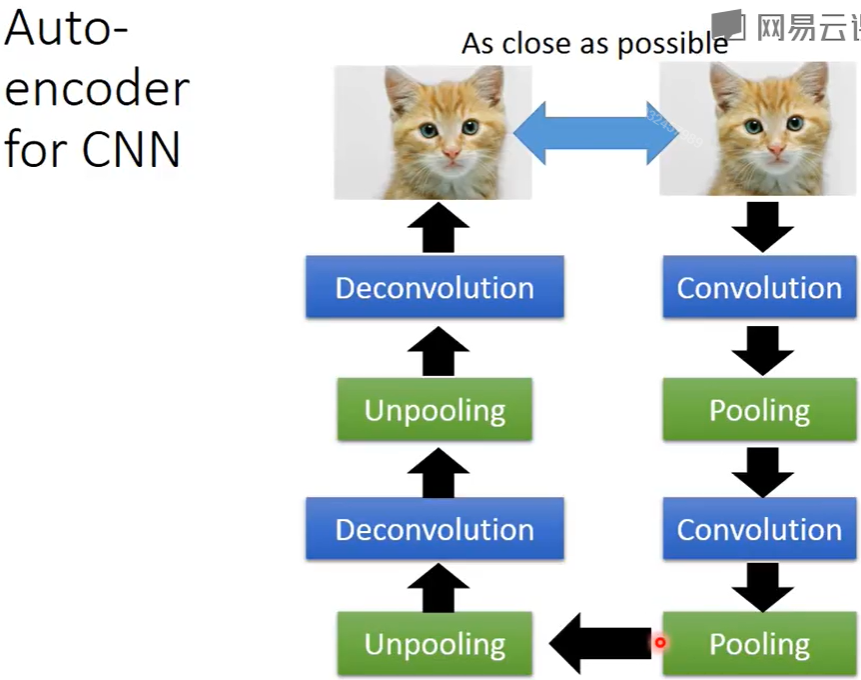 Auto-
encoder
for CNN
As close as possible
网易云课
Deconvolution
Convolution
Unpooling
Pooling
Deconvolution
Convolution
Unpooling
Pooling